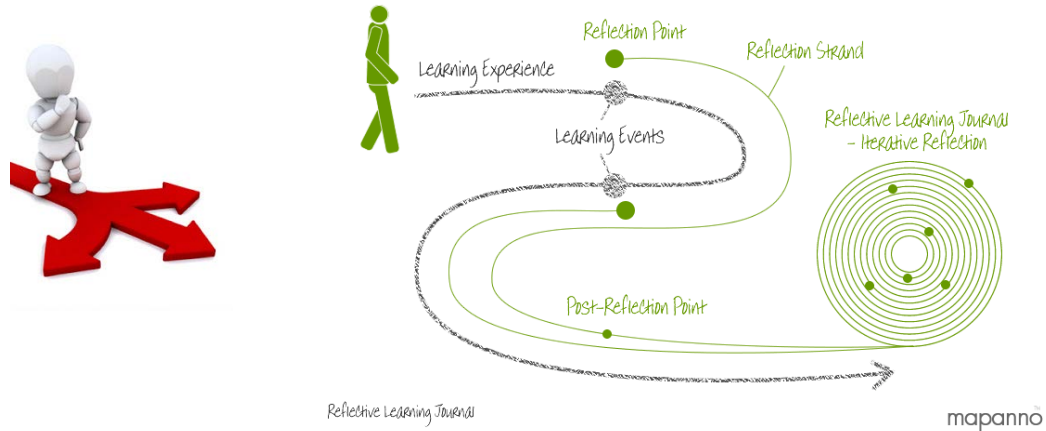 Reflection Point
Reflection Strand
Learning Experience
Reflective Learning Journal
- Iterative Reflection
Learning Events
Post-Reflection Point
Reflective Learning Journal
mapanno